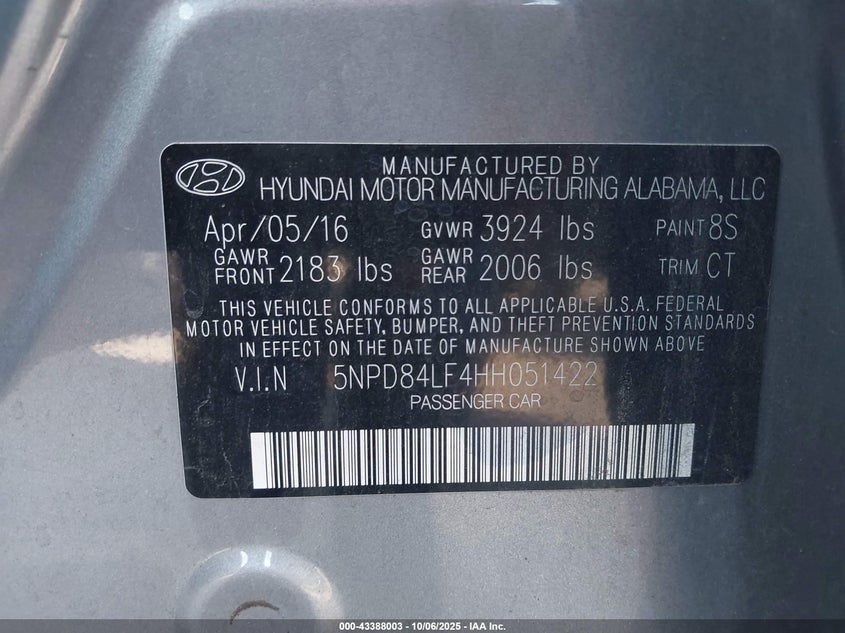 MANUFACTURED BY
HYUNDAI MOTOR MANUFACTURING ALABAMA, LLC
Apr/05/16 GVWR 3924 lbs PAINT 8S
GAWR FRONT 2183 lbs GAWR REAR 2006 lbs TRIM CT
THIS VEHICLE CONFORMS TO ALL APPLICABLE U.S.A. FEDERAL
MOTOR VEHICLE SAFETY, BUMPER, AND THEFT PREVENTION STANDARDS
IN EFFECT ON THE DATE OF MANUFACTURE SHOWN ABOVE
V.I.N 5NPD84LF4HH051422
PASSENGER CAR
000-43388003 - 10/06/2025 - IAA Inc.